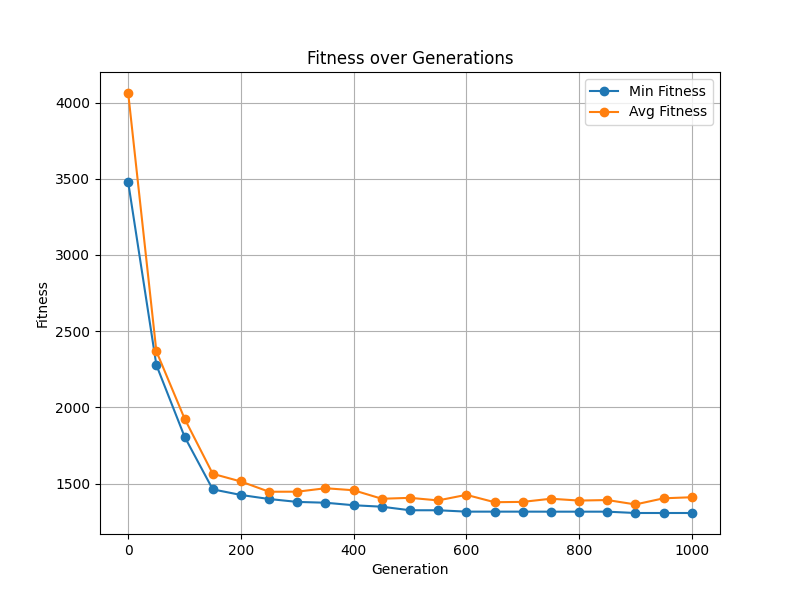 Fitness over Generations
Min Fitness
Avg Fitness
4000
3500
3000
2500
2000
1500
Fitness
0 200 400 600 800 1000
Generation